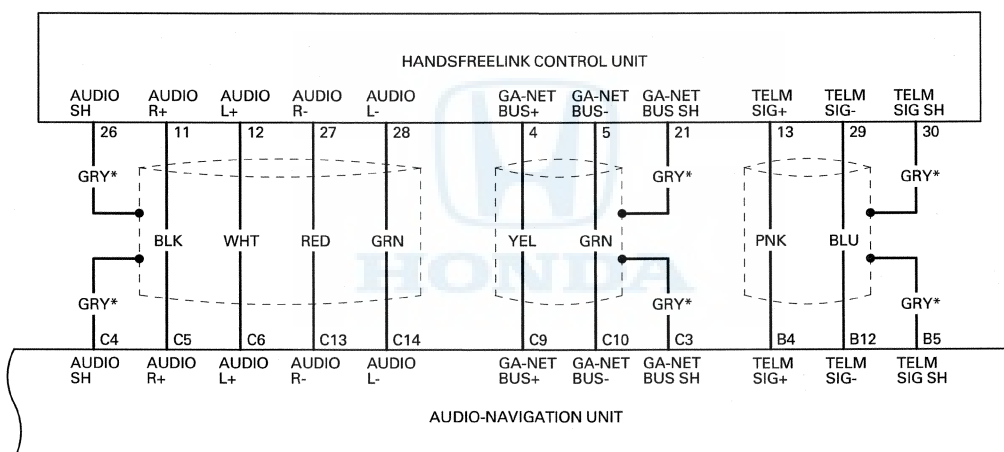 HANDSFREELINK CONTROL UNIT
AUDIO SH AUDIO R+ AUDIO L+ AUDIO R- AUDIO L- GA-NET BUS+ GA-NET BUS- GA-NET BUS SH TELM SIG+ TELM SIG- TELM SIG SH
26 11 12 27 28 4 5 21 13 29 30
GRY* GRY* GRY*
BLK WHT RED GRN YEL GRN PNK BLU
HONDA
GRY* GRY* GRY*
C4 C5 C6 C13 C14 C9 C10 C3 B4 B12 B5
AUDIO SH AUDIO R+ AUDIO L+ AUDIO R- AUDIO L- GA-NET BUS+ GA-NET BUS- GA-NET BUS SH TELM SIG+ TELM SIG- TELM SIG SH
AUDIO-NAVIGATION UNIT